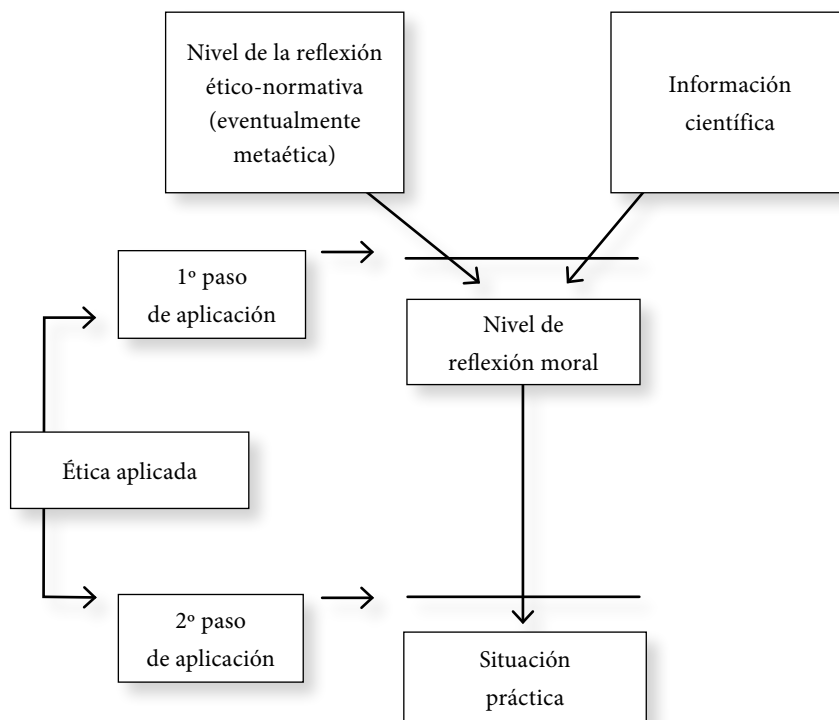 Nivel de la reflexión
ético-normativa
(eventualmente
metaética)
Información
científica
1º paso
de aplicación
Nivel de
reflexión moral
Ética aplicada
2º paso
de aplicación
Situación
práctica